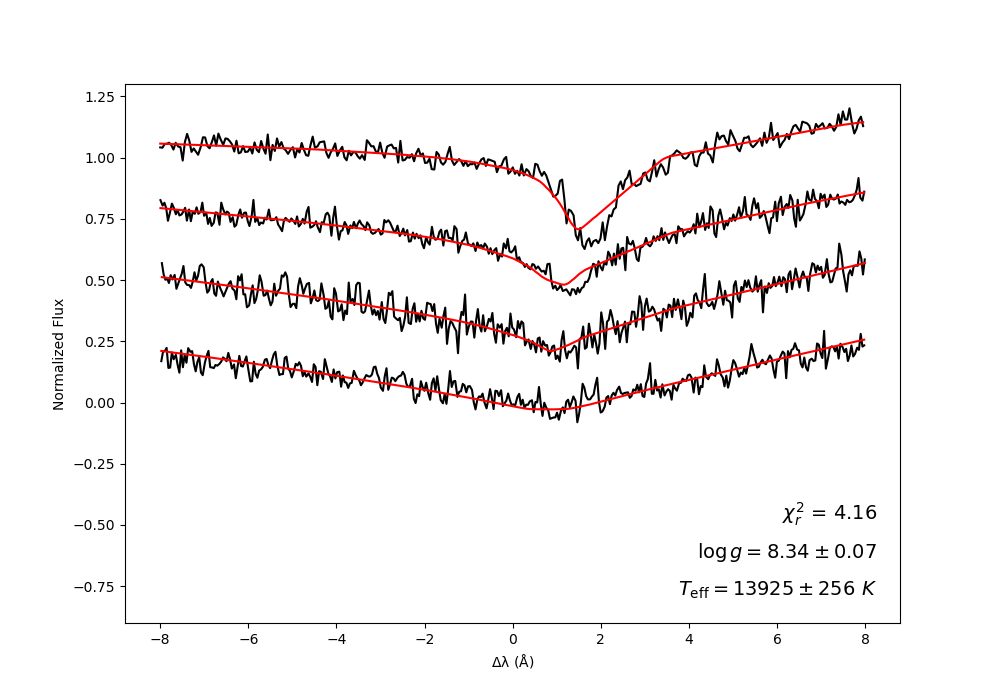 1.25
1.00
0.75
0.50
0.25
0.00
−0.25
−0.50
−0.75
Normalized Flux
χ²ᵣ = 4.16
log g = 8.34 ± 0.07
T_eff = 13925 ± 256 K
−8 −6 −4 −2 0 2 4 6 8
Δλ (Å)